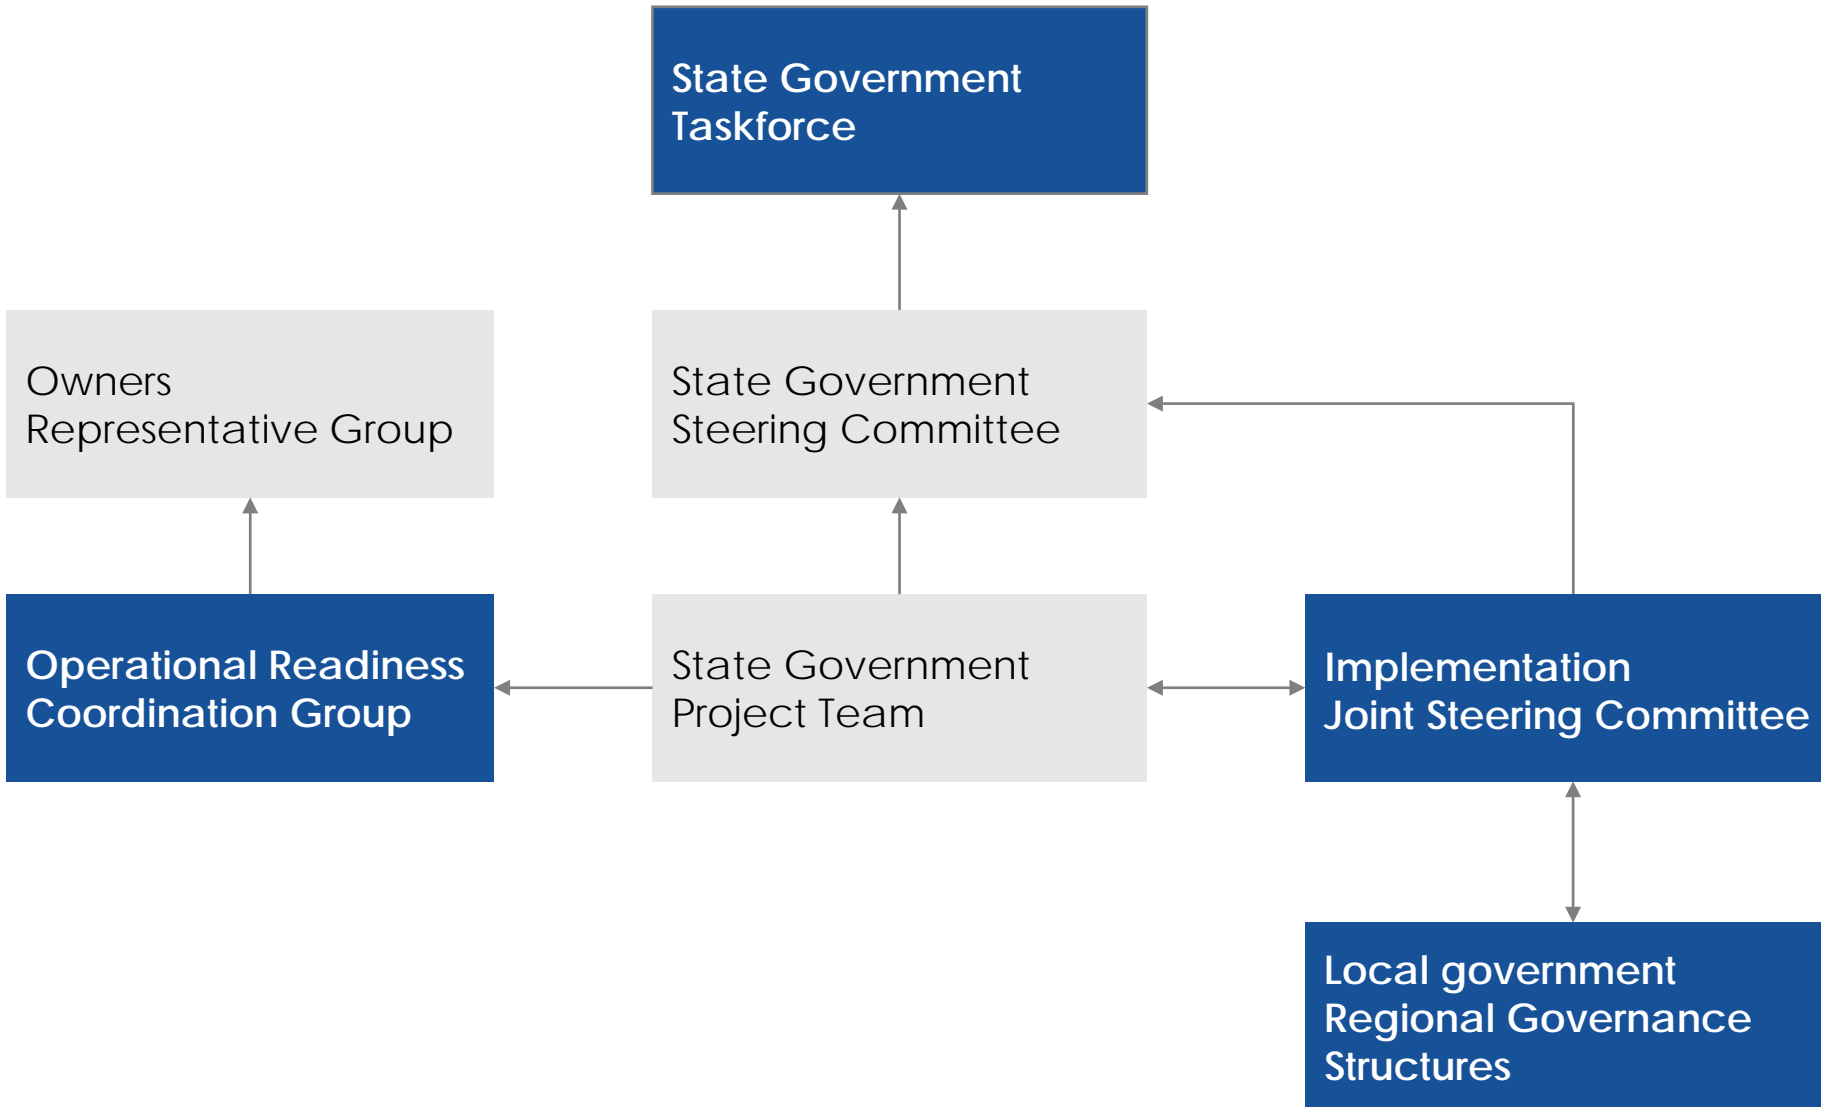 State Government
Taskforce
Owners
Representative Group
State Government
Steering Committee
Operational Readiness
Coordination Group
State Government
Project Team
Implementation
Joint Steering Committee
Local government
Regional Governance
Structures